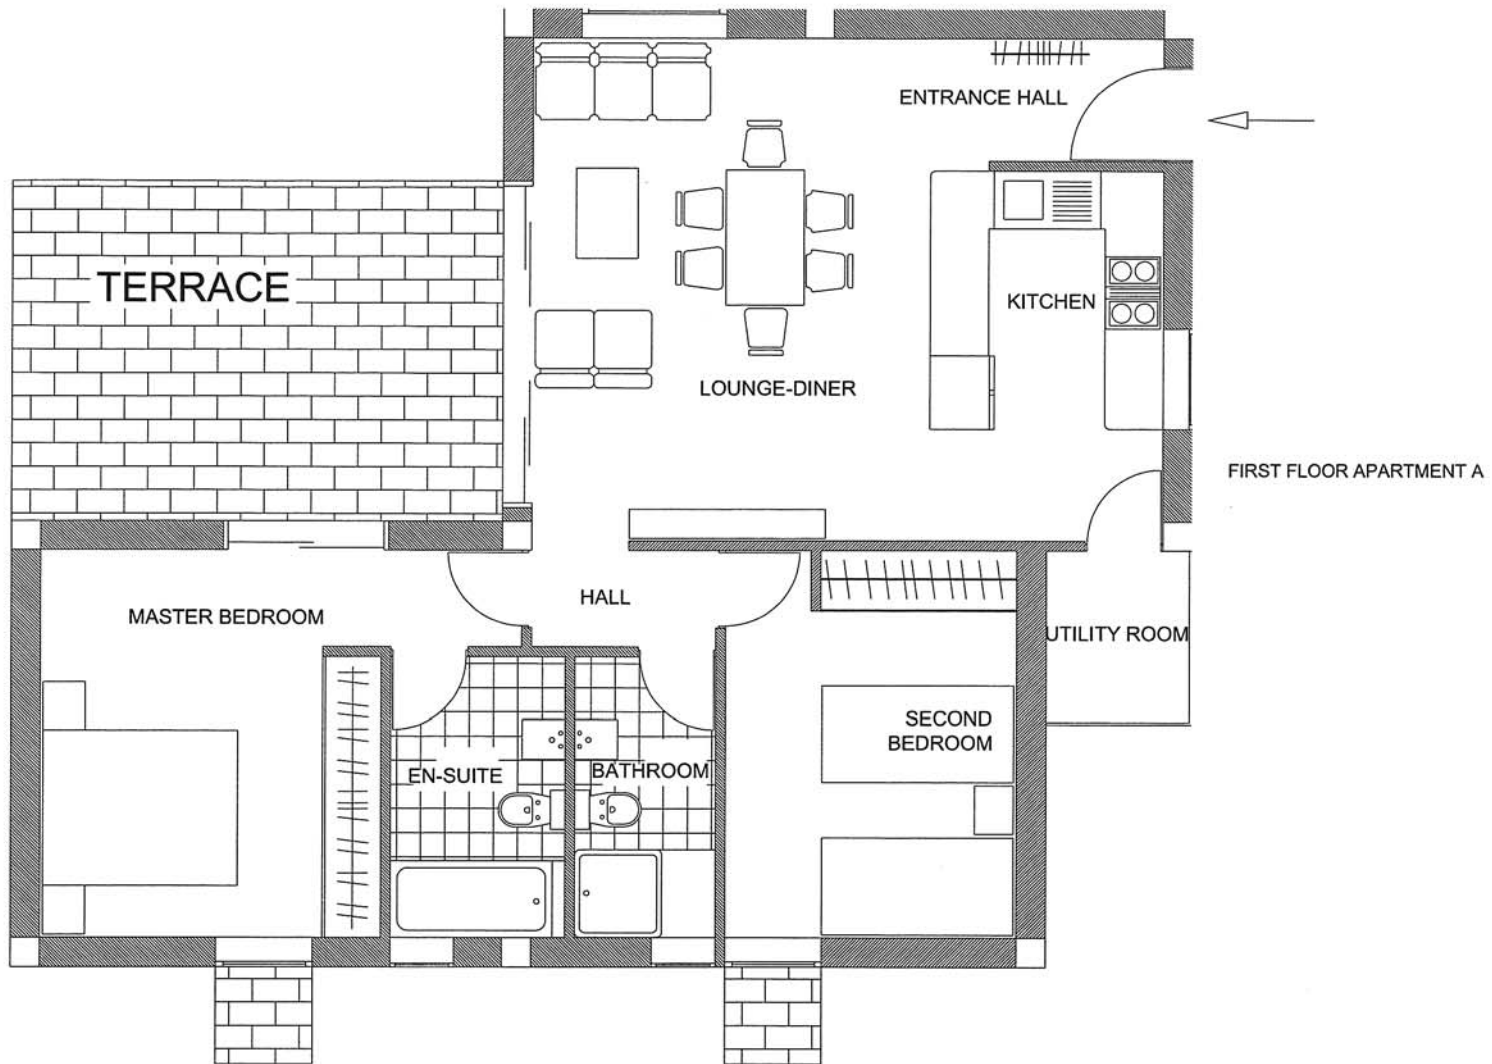 ENTRANCE HALL
TERRACE
KITCHEN
LOUNGE-DINER
FIRST FLOOR APARTMENT A
MASTER BEDROOM
HALL
UTILITY ROOM
SECOND
BEDROOM
EN-SUITE
BATHROOM